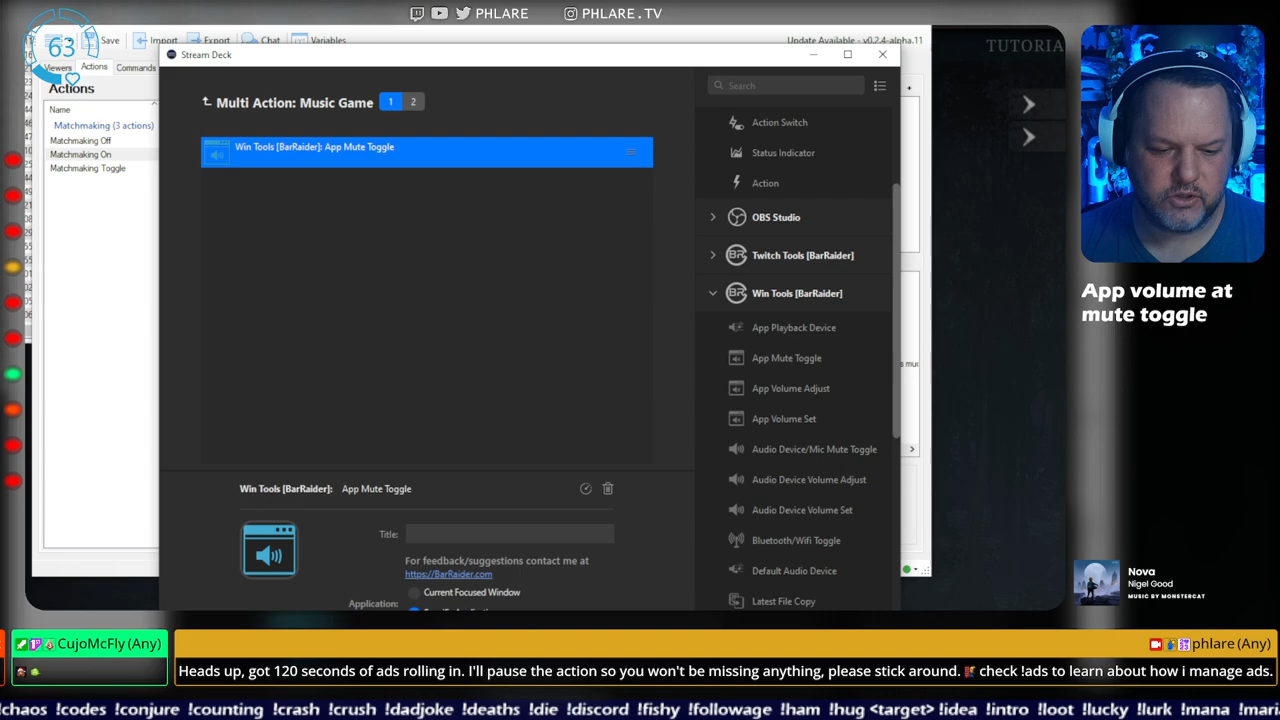 PHLARE
PHLARE.TV
63
Save
Import
Export
Chat
Variables
Update Available - v0.2.4-alpha.11
TUTORIA
Viewers
Actions
Commands
Stream Deck
Actions
Name
Matchmaking (3 actions)
Matchmaking Off
Matchmaking On
Matchmaking Toggle
Multi Action: Music Game
1
2
Win Tools [BarRaider]: App Mute Toggle
Search
Action Switch
Status Indicator
Action
OBS Studio
Twitch Tools [BarRaider]
Win Tools [BarRaider]
App Playback Device
App Mute Toggle
App Volume Adjust
App Volume Set
Audio Device/Mic Mute Toggle
Audio Device Volume Adjust
Audio Device Volume Set
Bluetooth/Wifi Toggle
Default Audio Device
Latest File Copy
Win Tools [BarRaider]: App Mute Toggle
Title:
For feedback/suggestions contact me at
https://BarRaider.com
Current Focused Window
Application:
App volume at
mute toggle
Nova
Nigel Good
MUSIC BY MONSTERCAT
CujoMcFly (Any)
phlare (Any)
Heads up, got 120 seconds of ads rolling in. I'll pause the action so you won't be missing anything, please stick around. check !ads to learn about how i manage ads.
!chaos !codes !conjure !counting !crash !crush !dadjoke !deaths !die !discord !fishy !followage !ham !hug <target> !idea !intro !loot !lucky !lurk !mana !mari